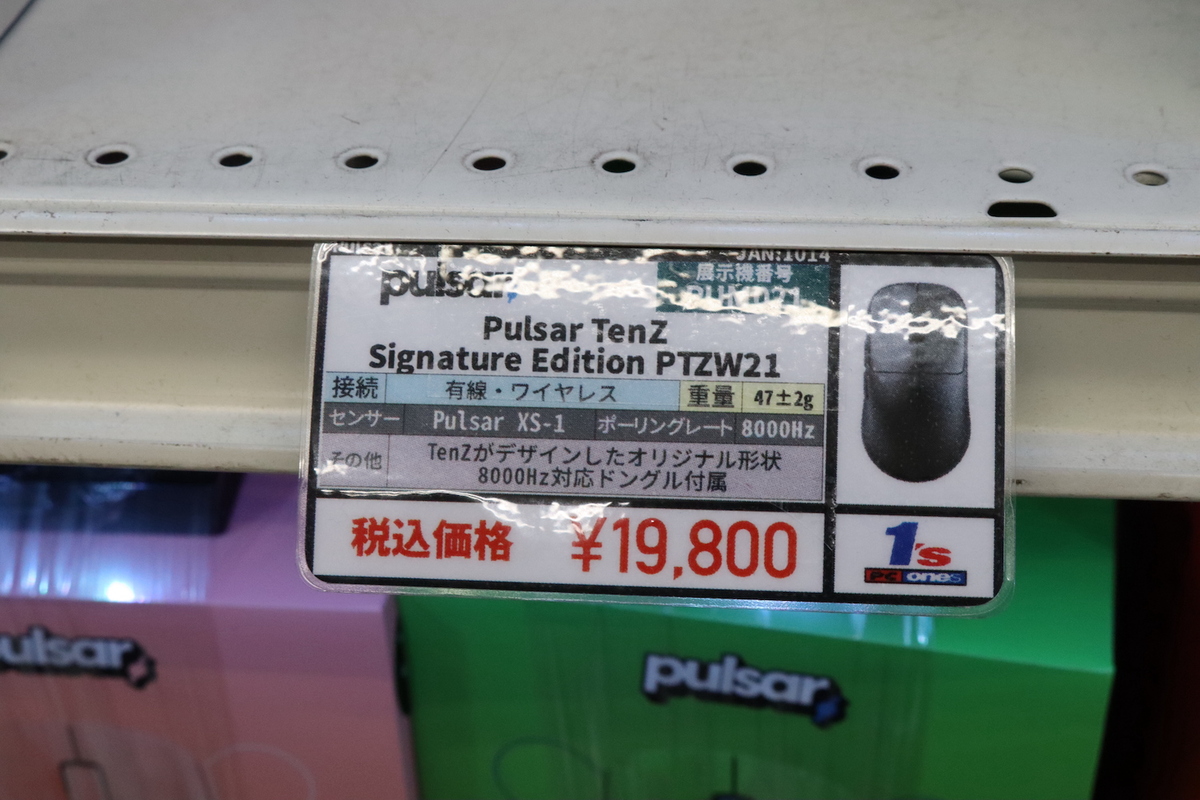 JAN:1014
pulsar
展示機番号
Pulsar TenZ
Signature Edition PTZW21
接続 有線・ワイヤレス 重量 47±2g
センサー Pulsar XS-1 ポーリングレート 8000Hz
その他 TenZがデザインしたオリジナル形状
8000Hz対応ドングル付属
税込価格 ¥19,800
1's
PC one's
pulsar
pulsar